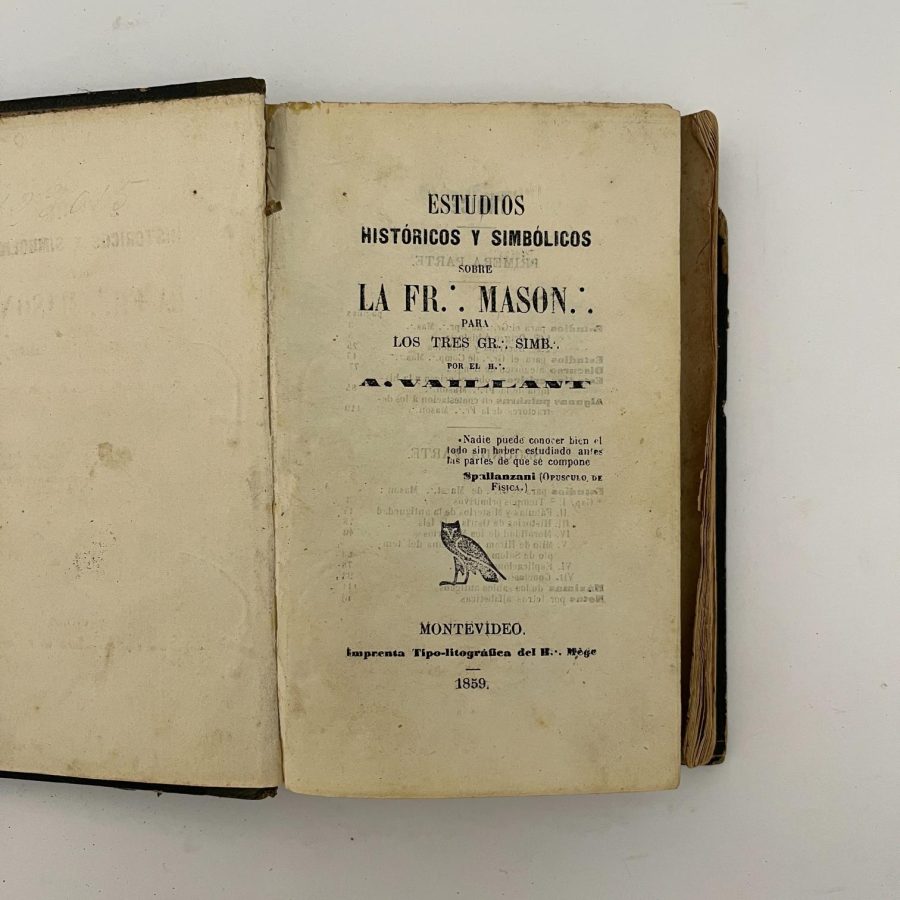 ESTUDIOS
HISTÓRICOS Y SIMBÓLICOS
SOBRE
LA FR.·. MASON.·.
PARA
LOS TRES GR.·. SIMB.·.
POR EL H.·.
A. VAILLANT
«Nadie puede conocer bien el
todo sin haber estudiado antes
las partes de que se compone
Spallanzani (OPUSCULO, DE
FISICA.)
MONTEVIDEO.
Imprenta Tipo-litográfica del H.·. Mège
1859.